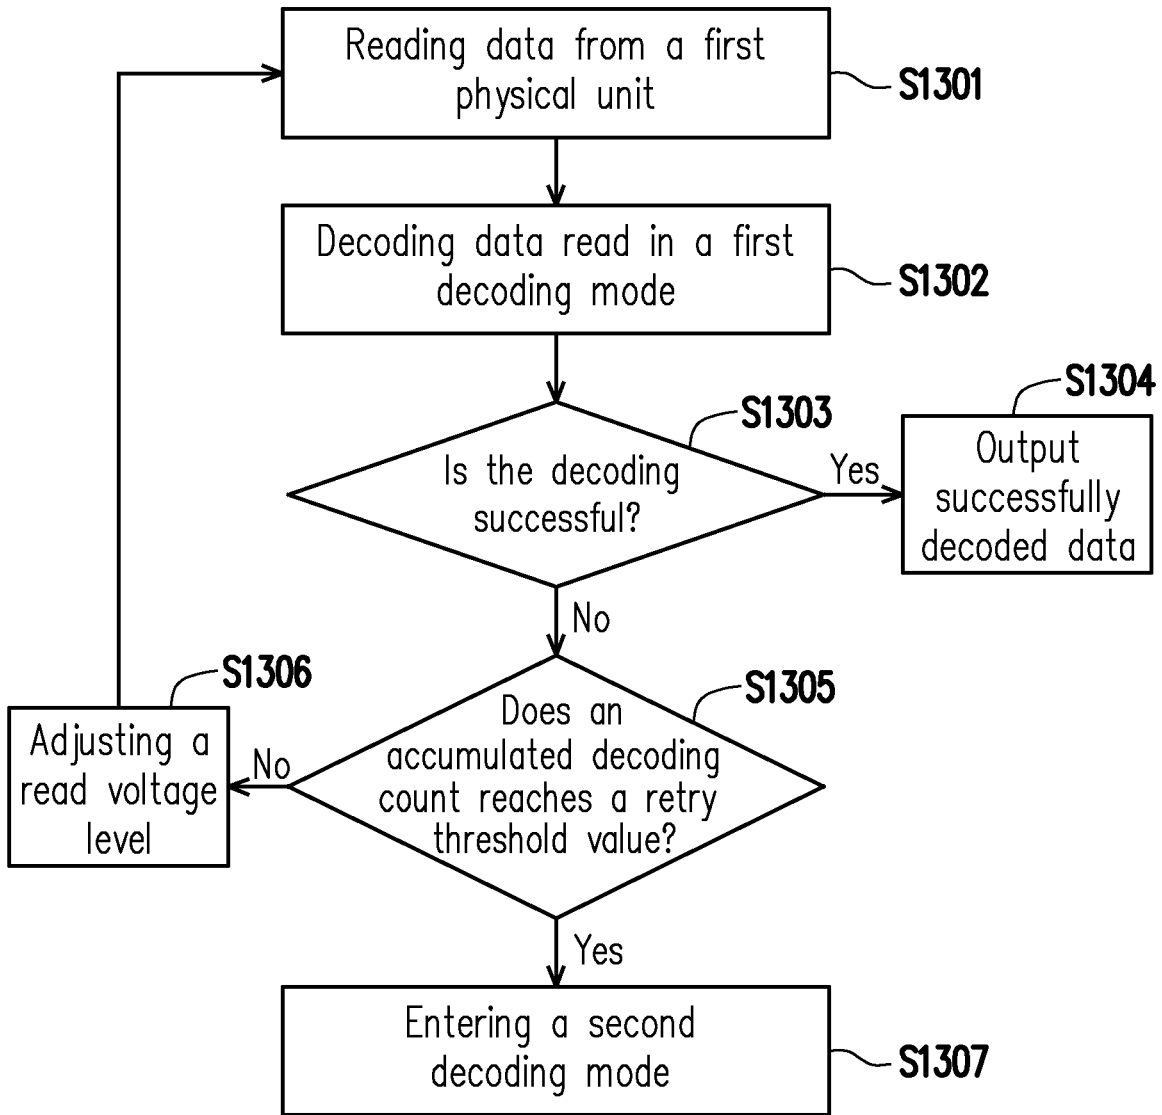 Reading data from a first
physical unit
S1301
Decoding data read in a first
decoding mode
S1302
Is the decoding
successful?
S1303
Yes
S1304
Output
successfully
decoded data
No
Does an
accumulated decoding
count reaches a retry
threshold value?
S1305
No
S1306
Adjusting a
read voltage
level
Yes
Entering a second
decoding mode
S1307